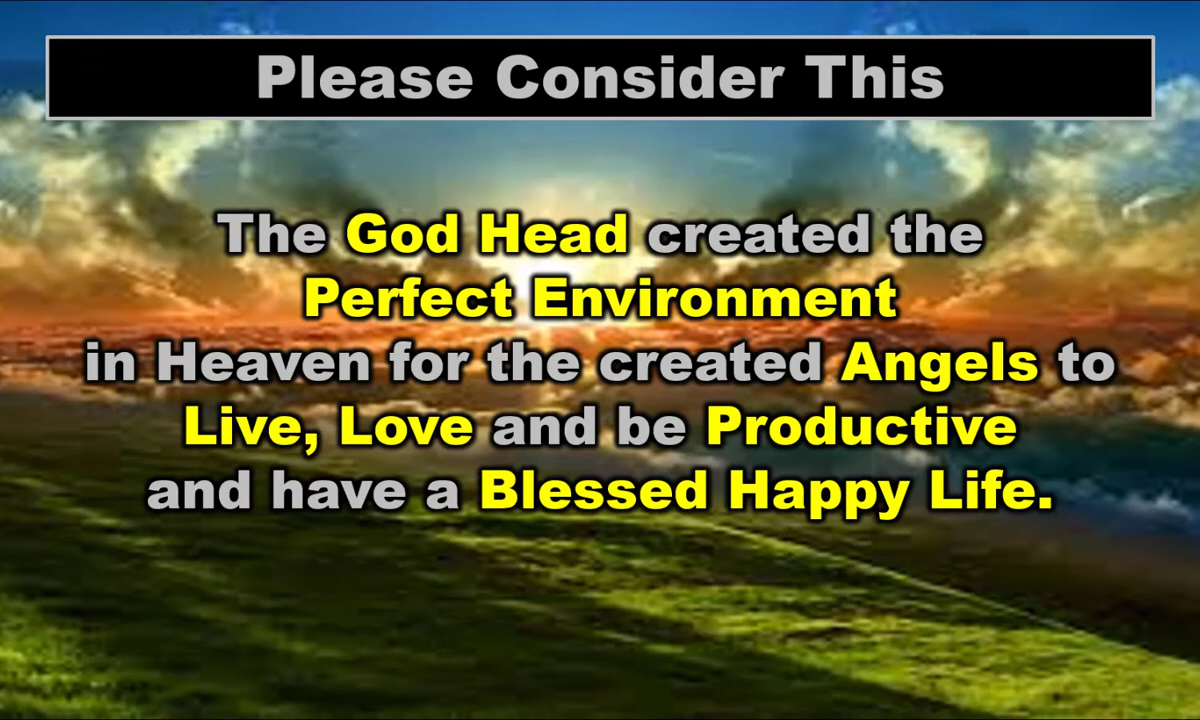 Please Consider This
The God Head created the
Perfect Environment
in Heaven for the created Angels to
Live, Love and be Productive
and have a Blessed Happy Life.